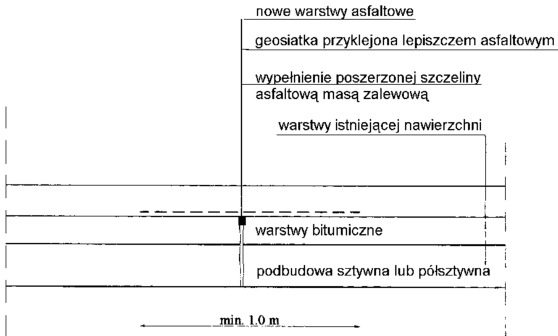 nowe warstwy asfaltowe
geosiatka przyklejona lepiszczem asfaltowym
wypełnienie poszerzonej szczeliny
asfaltową masą zalewową
warstwy istniejącej nawierzchni
warstwy bitumiczne
podbudowa sztywna lub półsztywna
min. 1.0 m